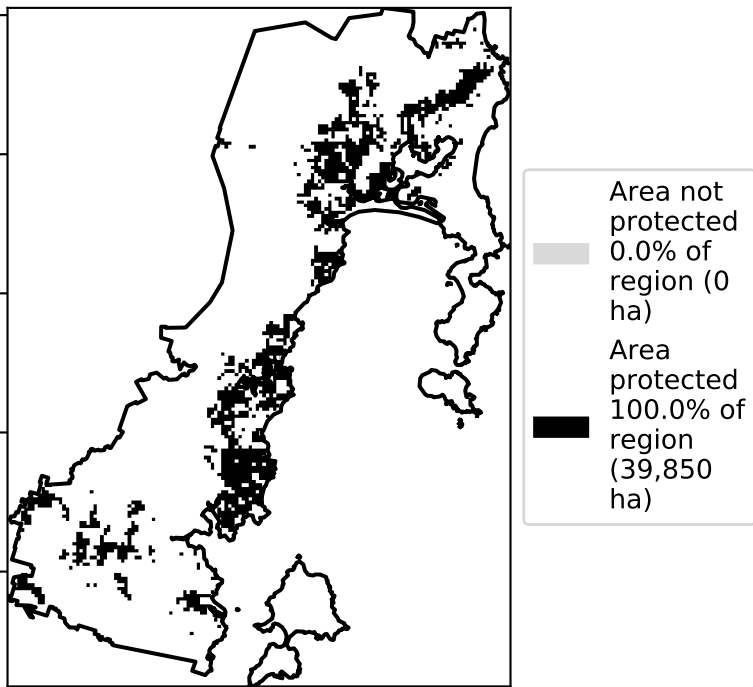 Area not
protected
0.0% of
region (0
ha)
Area
protected
100.0% of
region
(39,850
ha)